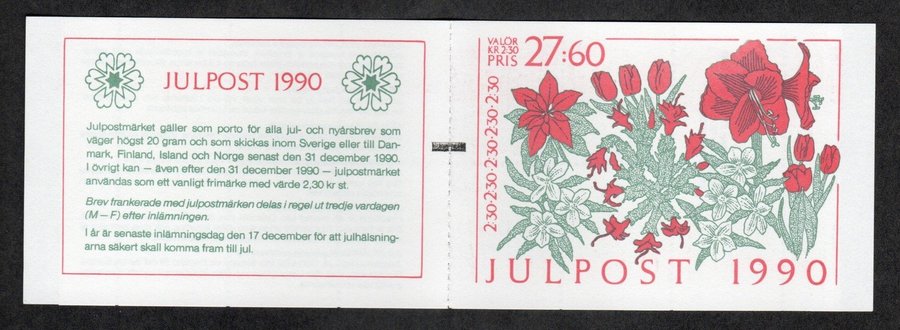 JULPOST 1990
Julpostmärket gäller som porto för alla jul- och nyårsbrev som
väger högst 20 gram och som skickas inom Sverige eller till Dan-
mark, Finland, Island och Norge senast den 31 december 1990.
I övrigt kan — även efter den 31 december 1990 — julpostmärket
användas som ett vanligt frimärke med värde 2,30 kr st.
Brev frankerade med julpostmärken delas i regel ut tredje vardagen
(M—F) efter inlämningen.
I år är senaste inlämningsdag den 17 december för att julhälsning-
arna säkert skall komma fram till jul.
VALÖR
KR 2·30
PRIS 27:60
2·30·2·30·2·30·2·30·2·30
JULPOST 1990